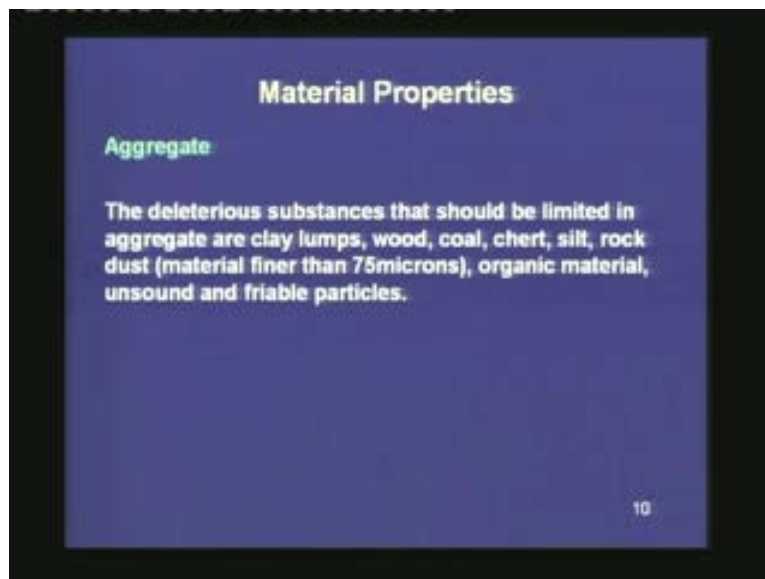 Material Properties
Aggregate
The deleterious substances that should be limited in
aggregate are clay lumps, wood, coal, chert, silt, rock
dust (material finer than 75microns), organic material,
unsound and friable particles.
10